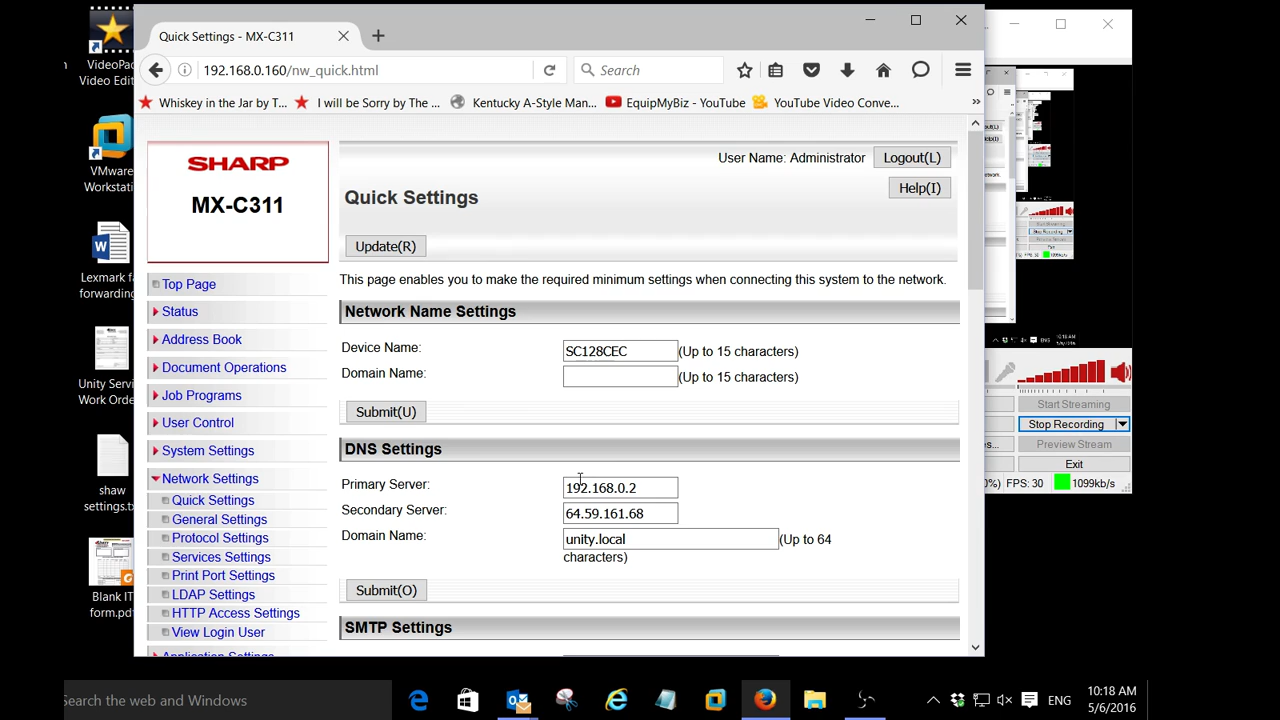 VideoPad
Video Edit
VMware
Workstati
Lexmark fa
forwarding
Unity Servi
Work Orde
shaw
settings.tx
Blank IT
form.pdf
Quick Settings - MX-C311
192.168.0.160/nw_quick.html
Search
Whiskey in the Jar by T...
I will be Sorry by The ...
Kentucky A-Style Man...
EquipMyBiz - YouTube
YouTube Video Conve...
SHARP
MX-C311
User Name: Administrator
Logout(L)
Help(I)
Quick Settings
Update(R)
This page enables you to make the required minimum settings when connecting this system to the network.
Top Page
Status
Address Book
Document Operations
Job Programs
User Control
System Settings
Network Settings
Quick Settings
General Settings
Protocol Settings
Services Settings
Print Port Settings
LDAP Settings
HTTP Access Settings
View Login User
Application Settings
Network Name Settings
Device Name:
SC128CEC
(Up to 15 characters)
Domain Name:
(Up to 15 characters)
Submit(U)
DNS Settings
Primary Server:
192.168.0.2
Secondary Server:
64.59.161.68
Domain Name:
unity.local
(Up to 64
characters)
Submit(O)
SMTP Settings
Start Streaming
Stop Recording
Preview Stream
Exit
0%) FPS: 30
1099kb/s
Search the web and Windows
ENG
10:18 AM
5/6/2016